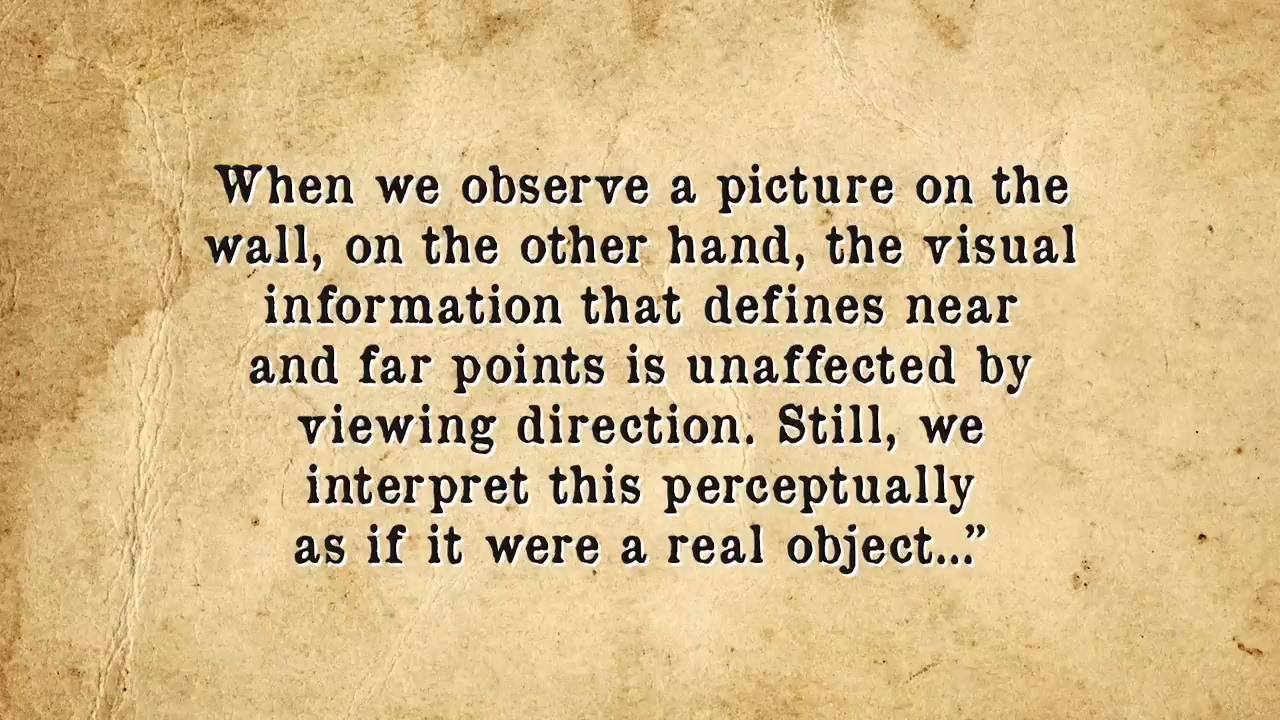 When we observe a picture on the
wall, on the other hand, the visual
information that defines near
and far points is unaffected by
viewing direction. Still, we
interpret this perceptually
as if it were a real object...”